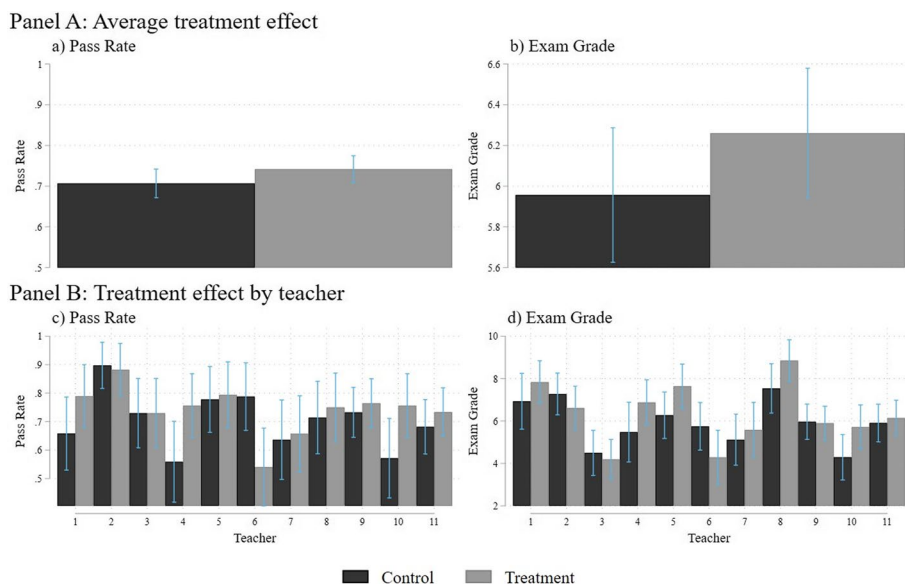 Panel A: Average treatment effect
a) Pass Rate
b) Exam Grade
1
.9
.8
.7
.6
.5
Pass Rate
6.6
6.4
6.2
6
5.8
5.6
Exam Grade
Panel B: Treatment effect by teacher
c) Pass Rate
d) Exam Grade
1
.9
.8
.7
.6
.5
Pass Rate
1 2 3 4 5 6 7 8 9 10 11
Teacher
10
8
6
4
2
Exam Grade
1 2 3 4 5 6 7 8 9 10 11
Teacher
Control Treatment